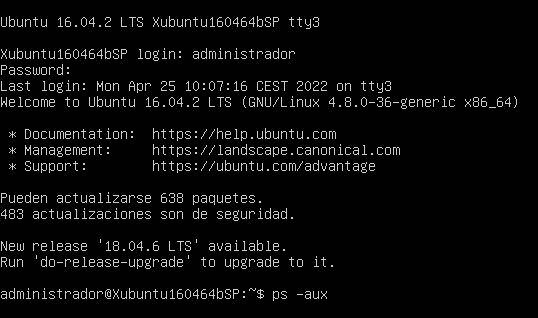 Ubuntu 16.04.2 LTS Xubuntu160464bSP tty3
Xubuntu160464bSP login: administrador
Password:
Last login: Mon Apr 25 10:07:16 CEST 2022 on tty3
Welcome to Ubuntu 16.04.2 LTS (GNU/Linux 4.8.0-36-generic x86_64)
* Documentation:  https://help.ubuntu.com
* Management:     https://landscape.canonical.com
* Support:        https://ubuntu.com/advantage
Pueden actualizarse 638 paquetes.
483 actualizaciones son de seguridad.
New release '18.04.6 LTS' available.
Run 'do-release-upgrade' to upgrade to it.
administrador@Xubuntu160464bSP:~$ ps -aux